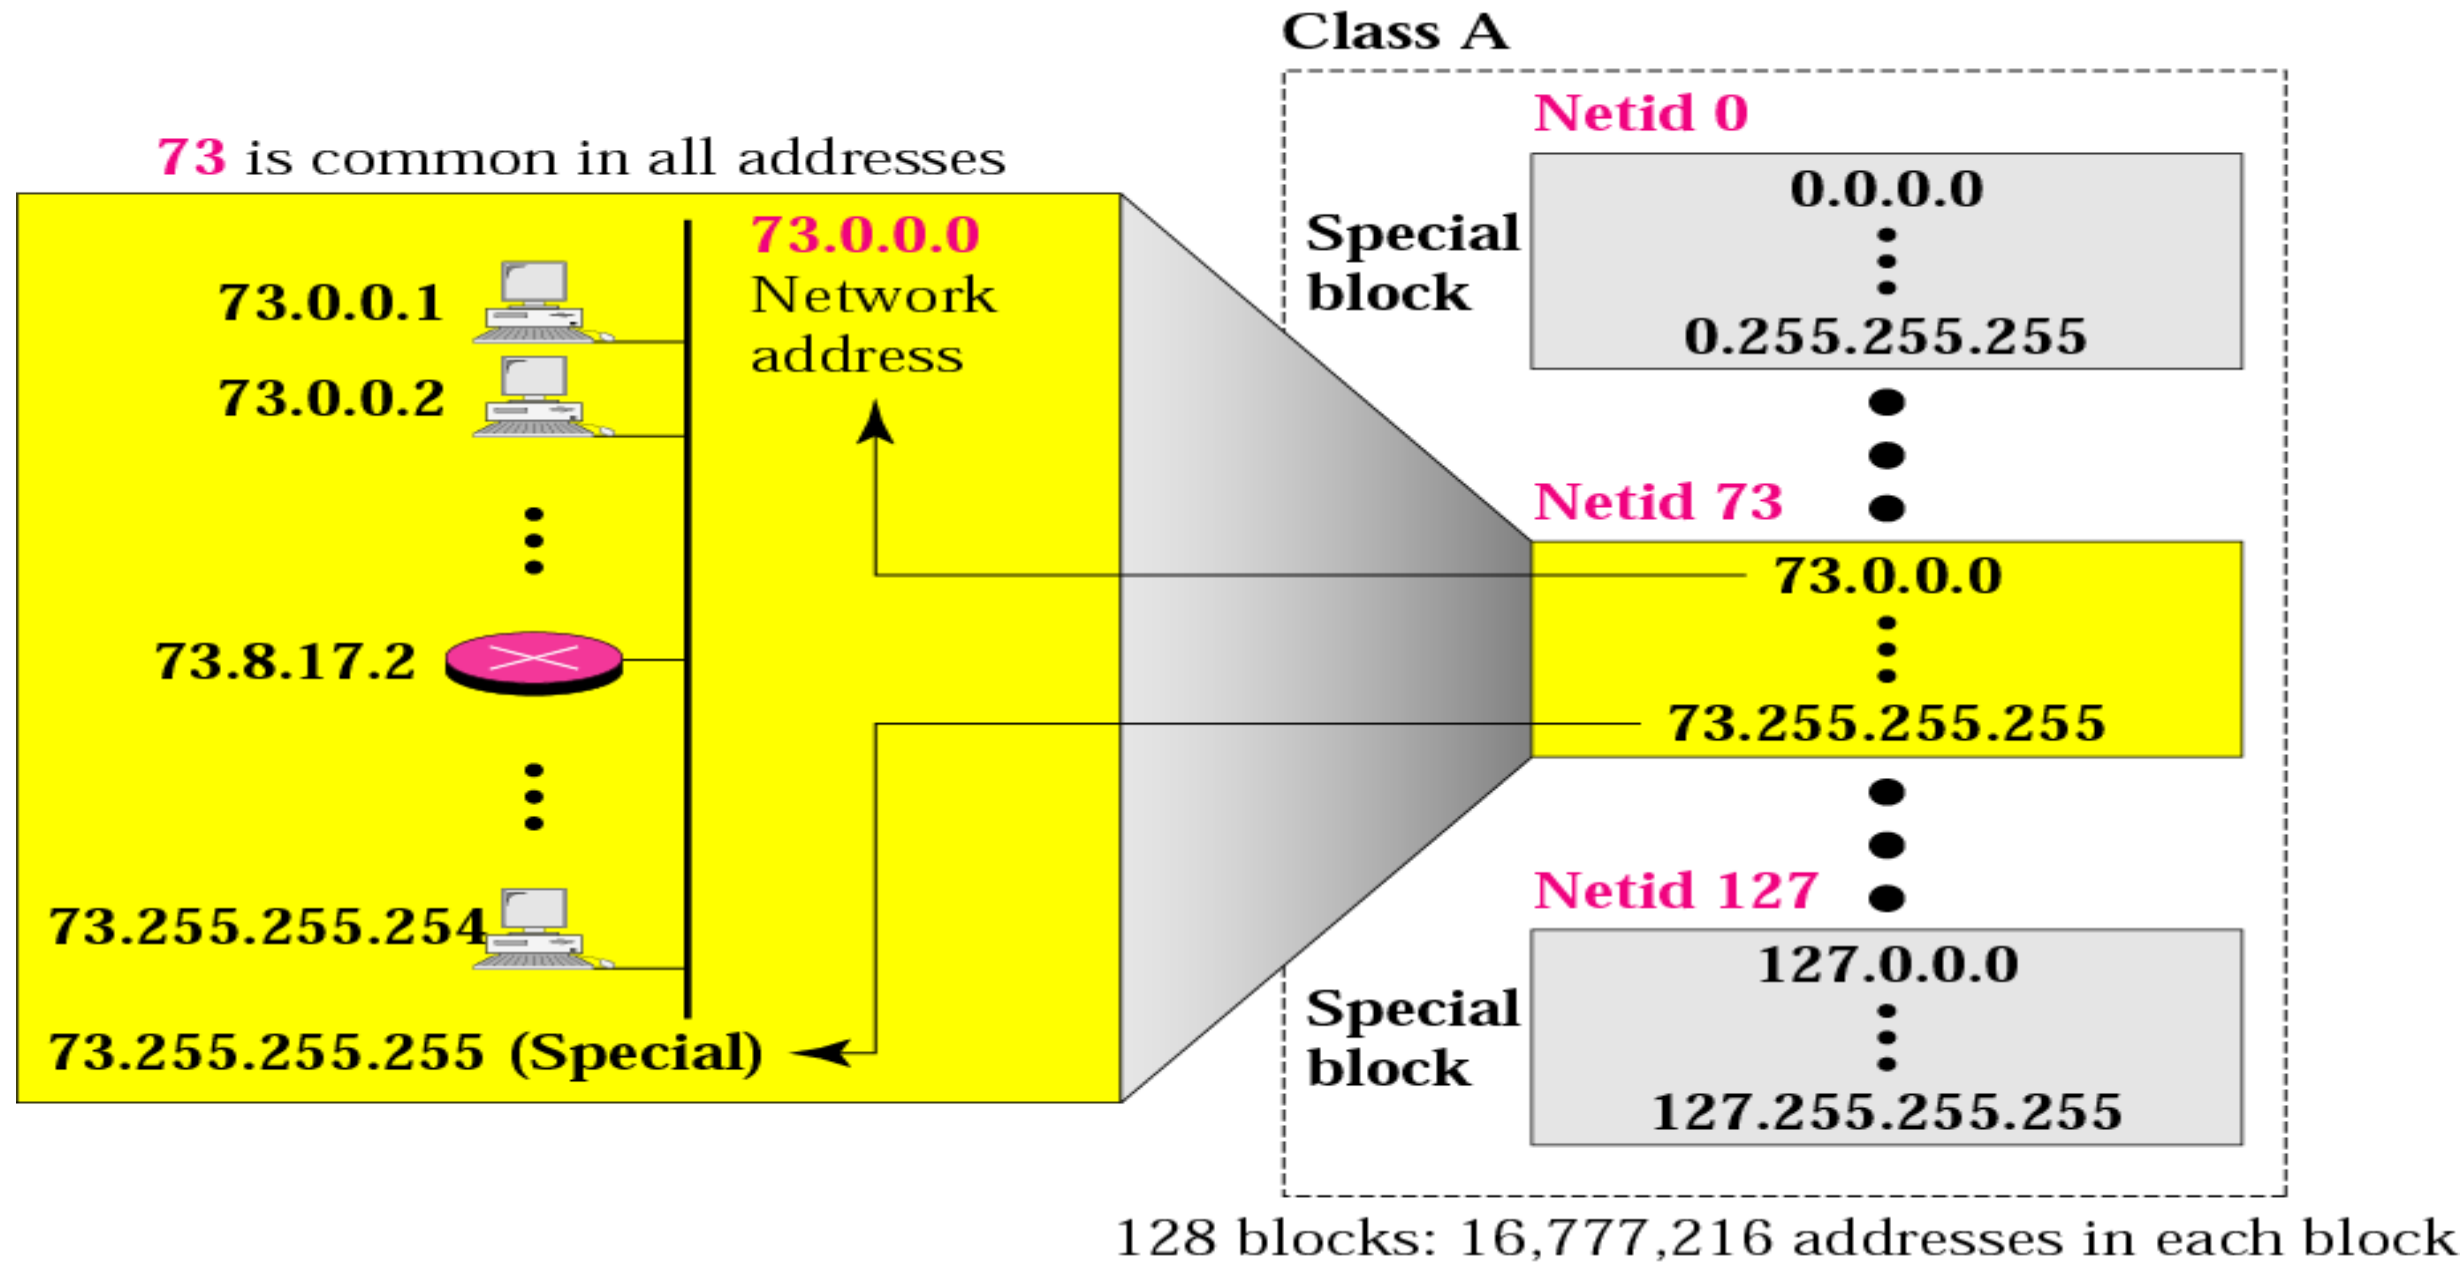 Class A
73 is common in all addresses
73.0.0.0
Network
address
73.0.0.1
73.0.0.2
73.8.17.2
73.255.255.254
73.255.255.255 (Special)
Netid 0
Special
block
0.0.0.0
0.255.255.255
Netid 73
73.0.0.0
73.255.255.255
Netid 127
Special
block
127.0.0.0
127.255.255.255
128 blocks: 16,777,216 addresses in each block